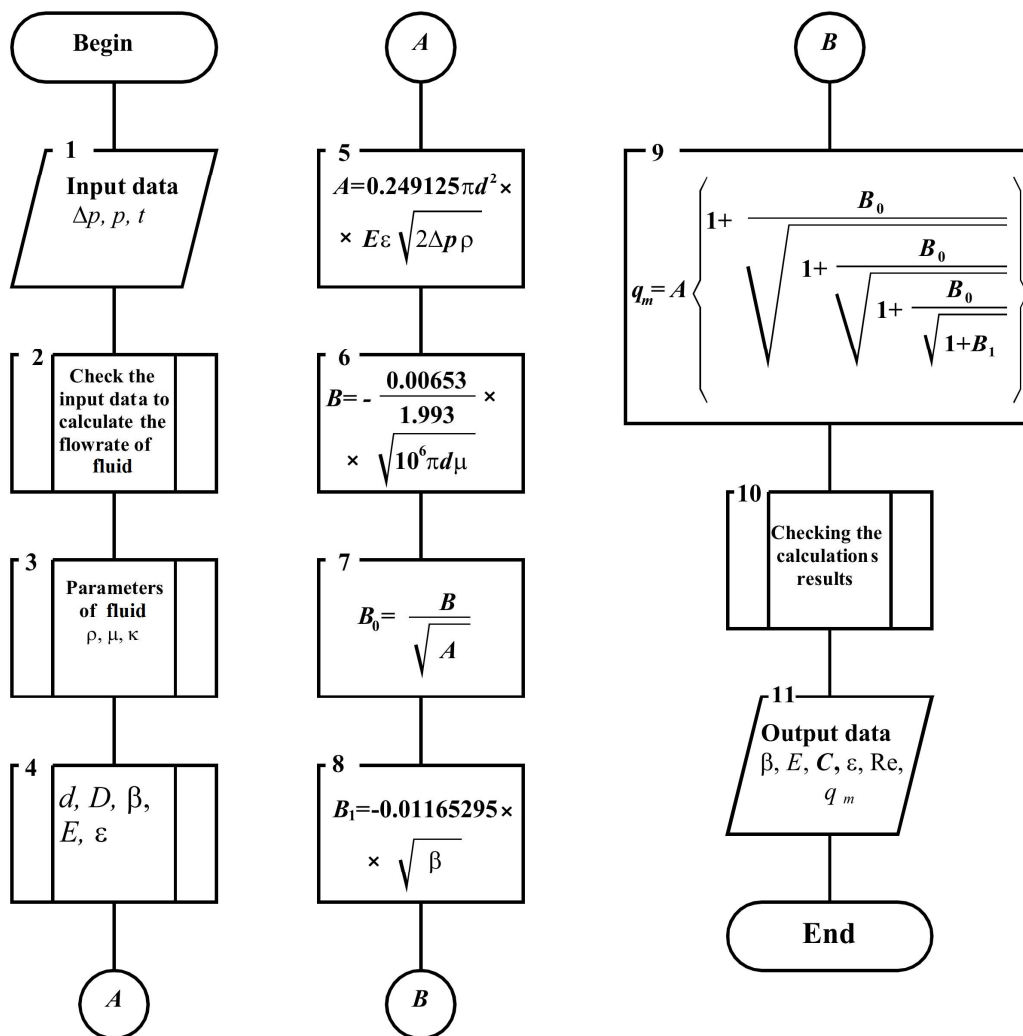 Begin
1
Input data
Δp, p, t
2
Check the
input data to
calculate the
flowrate of
fluid
3
Parameters
of fluid
ρ, μ, κ
4
d, D, β,
E, ε
A
A
5
A=0.249125πd²×
× Eε√2Δpρ
6
B=- 0.00653/1.993 ×
× √10⁶πdμ
7
B₀= B/√A
8
B₁=-0.01165295×
× √β
B
B
9
qₘ=A{1+ B₀/√(1+ B₀/√(1+ B₀/√(1+B₁)))}
10
Checking the
calculations
results
11
Output data
β, E, C, ε, Re,
q m
End